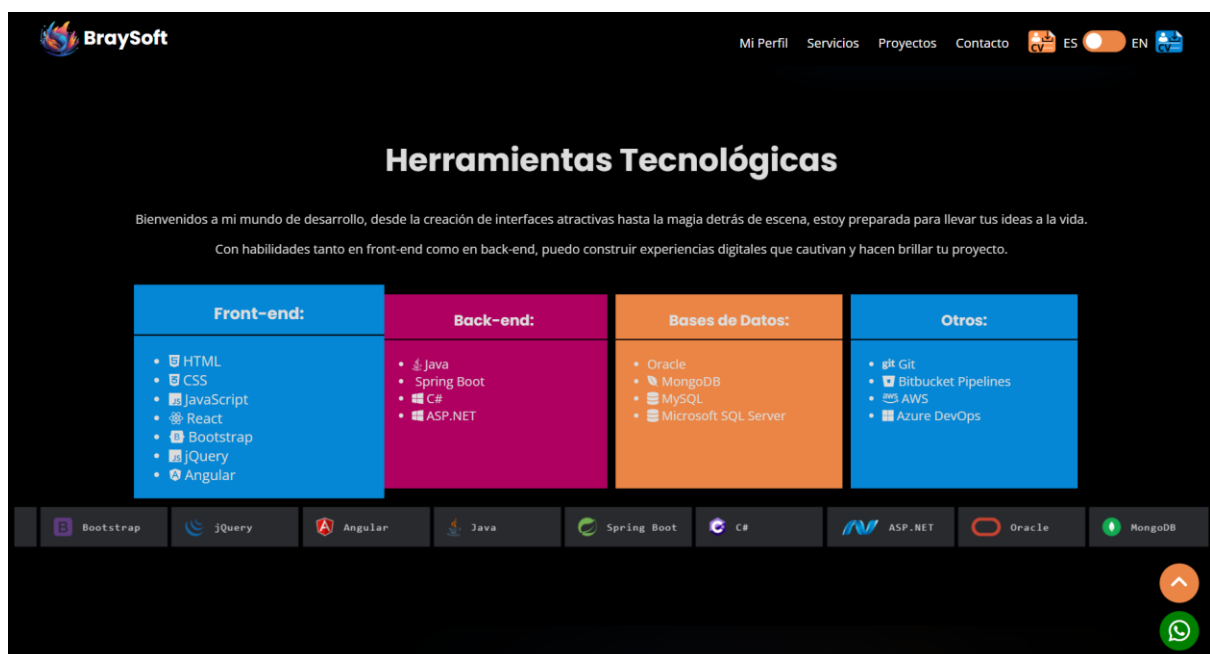 BraySoft
Mi Perfil Servicios Proyectos Contacto CV ES EN CV
Herramientas Tecnológicas
Bienvenidos a mi mundo de desarrollo, desde la creación de interfaces atractivas hasta la magia detrás de escena, estoy preparada para llevar tus ideas a la vida.
Con habilidades tanto en front-end como en back-end, puedo construir experiencias digitales que cautivan y hacen brillar tu proyecto.
Front-end:
HTML
CSS
JS JavaScript
React
B Bootstrap
JS jQuery
Angular
Back-end:
Java
Spring Boot
C#
ASP.NET
Bases de Datos:
Oracle
MongoDB
MySQL
Microsoft SQL Server
Otros:
git Git
Bitbucket Pipelines
aws AWS
Azure DevOps
B Bootstrap jQuery A Angular Java Spring Boot C# ASP.NET Oracle MongoDB